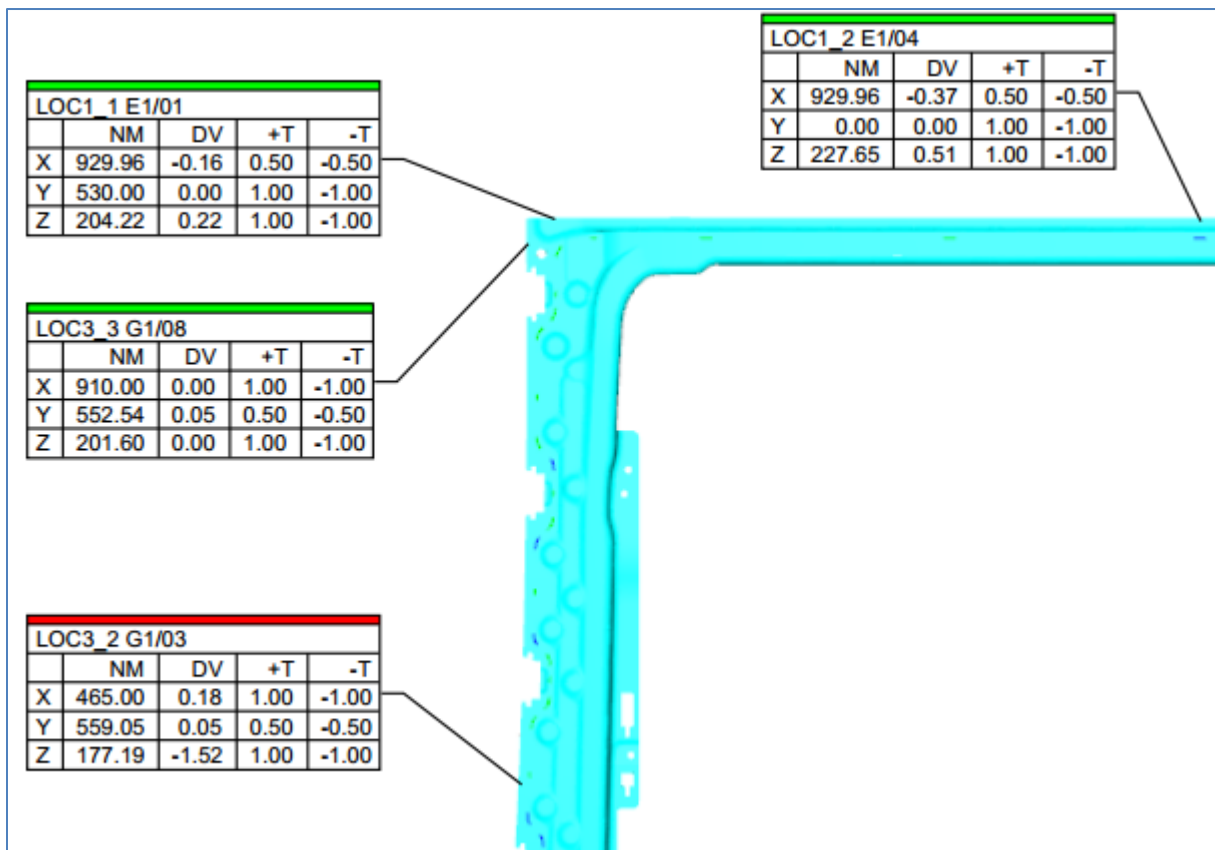 LOC1_2 E1/04
NM DV +T -T
X 929.96 -0.37 0.50 -0.50
Y 0.00 0.00 1.00 -1.00
Z 227.65 0.51 1.00 -1.00
LOC1_1 E1/01
NM DV +T -T
X 929.96 -0.16 0.50 -0.50
Y 530.00 0.00 1.00 -1.00
Z 204.22 0.22 1.00 -1.00
LOC3_3 G1/08
NM DV +T -T
X 910.00 0.00 1.00 -1.00
Y 552.54 0.05 0.50 -0.50
Z 201.60 0.00 1.00 -1.00
LOC3_2 G1/03
NM DV +T -T
X 465.00 0.18 1.00 -1.00
Y 559.05 0.05 0.50 -0.50
Z 177.19 -1.52 1.00 -1.00